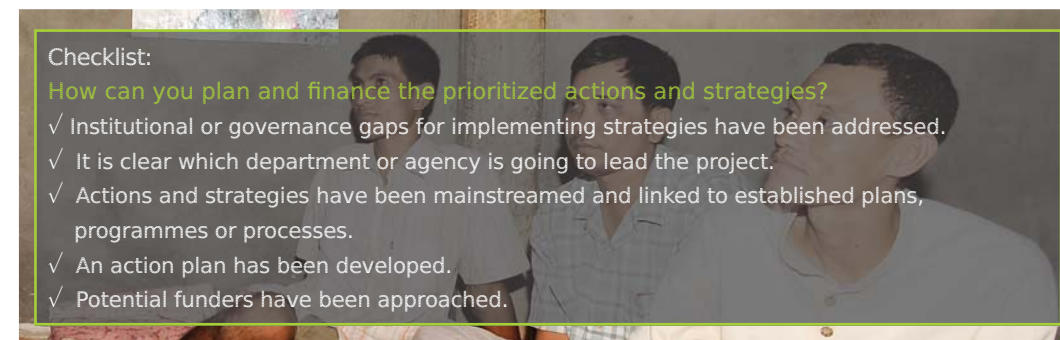 Checklist:
How can you plan and finance the prioritized actions and strategies?
√ Institutional or governance gaps for implementing strategies have been addressed.
√ It is clear which department or agency is going to lead the project.
√ Actions and strategies have been mainstreamed and linked to established plans,
programmes or processes.
√ An action plan has been developed.
√ Potential funders have been approached.